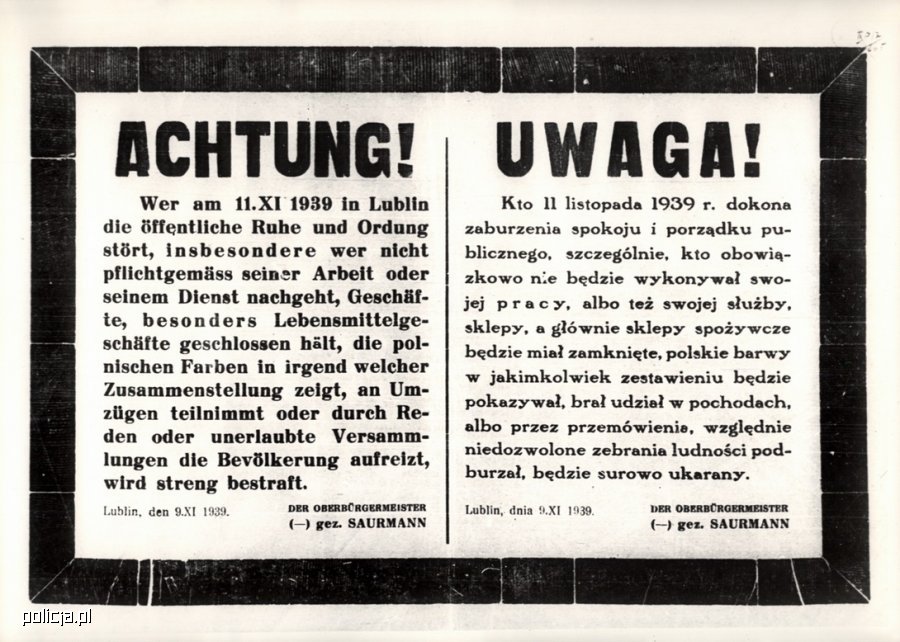 ACHTUNG!
Wer am 11.XI 1939 in Lublin
die öffentliche Ruhe und Ordung
stört, insbesondere wer nicht
pflichtgemäss seiner Arbeit oder
seinem Dienst nachgeht, Geschäf-
te, besonders Lebensmittelge-
schäfte geschlossen hält, die pol-
nischen Farben in irgend welcher
Zusammenstellung zeigt, an Um-
zügen teilnimmt oder durch Re-
den oder unerlaubte Versamm-
lungen die Bevölkerung aufreizt,
wird streng bestraft.
Lublin, den 9.XI 1939.
DER OBERBÜRGERMEISTER
(—) gez. SAURMANN
UWAGA!
Kto 11 listopada 1939 r. dokona
zaburzenia spokoju i porządku pu-
blicznego, szczególnie, kto obowią-
zkowo nie będzie wykonywał swo-
jej pracy, albo też swojej służby,
sklepy, a głównie sklepy spożywcze
będzie miał zamknięte, polskie barwy
w jakimkolwiek zestawieniu będzie
pokazywał, brał udział w pochodach,
albo przez przemówienia, względnie
niedozwolone zebrania ludności pod-
burzał, będzie surowo ukarany.
Lublin, dnia 9.XI 1939.
DER OBERBÜRGERMEISTER
(—) gez. SAURMANN
policja.pl